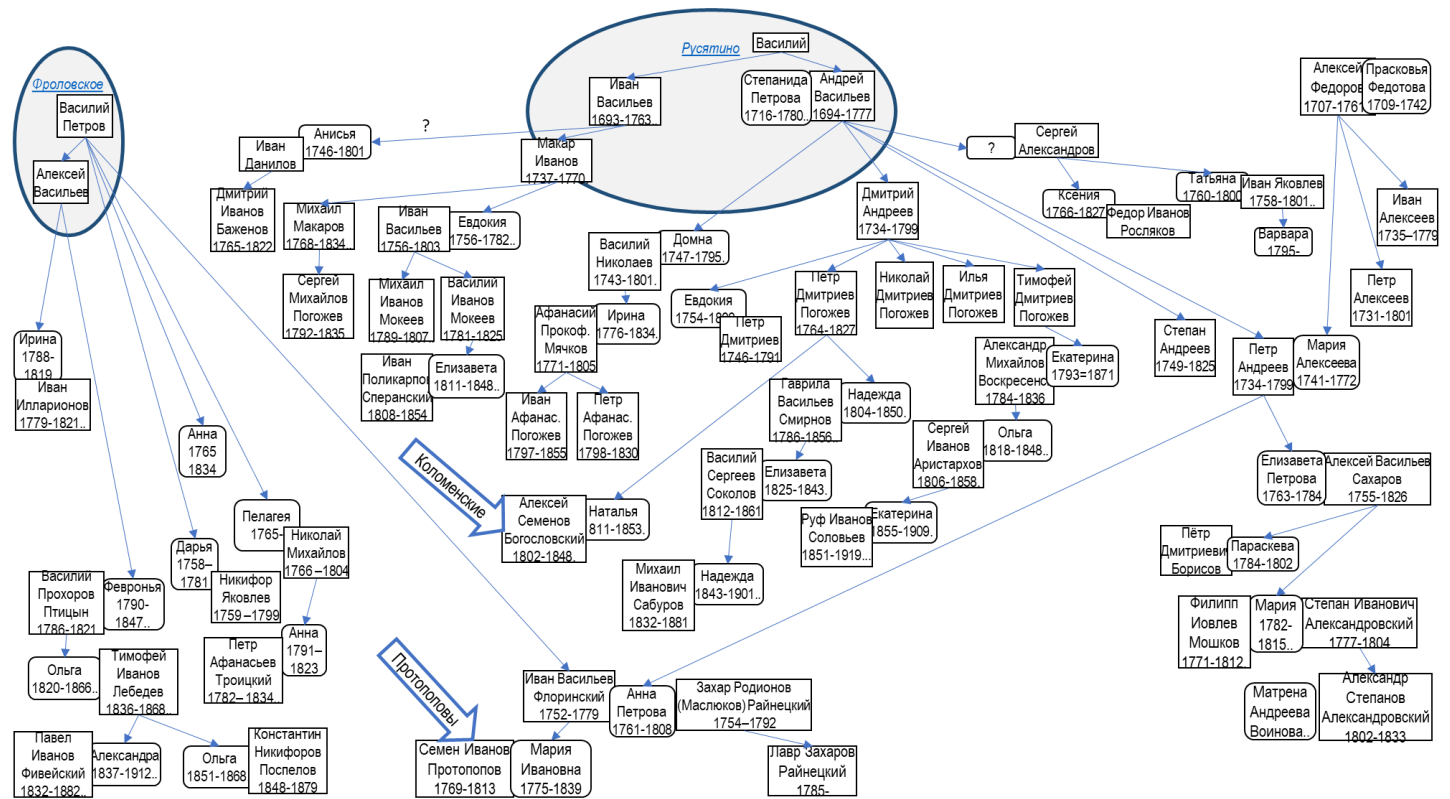 Русятино
Василий
Фроловское
Василий
Петров
Алексей
Васильев
Иван
Васильев
1693-1763..
Степанида
Петрова
1716-1780..
Андрей
Васильев
1694-1777
Алексей
Федоров
1707-1761
Прасковья
Федотова
1709-1742
?
Анисья
1746-1801
Иван
Данилов
Макар
Иванов
1737-1770
?
Сергей
Александров
Дмитрий
Иванов
Баженов
1765-1822
Михаил
Макаров
1768-1834
Иван
Васильев
1756-1803
Евдокия
1756-1782..
Дмитрий
Андреев
1734-1799
Ксения
1766-1827
Федор Иванов
Росляков
Татьяна
1760-1800
Иван Яковлев
1758-1801..
Варвара
1795-
Иван
Алексеев
1735–1779
Василий
Николаев
1743-1801.
Домна
1747-1795.
Петр
Алексеев
1731-1801
Сергей
Михайлов
Погожев
1792-1835
Михаил
Иванов
Мокеев
1789-1807
Василий
Иванов
Мокеев
1781-1825
Афанасий
Прокоф.
Мячков
1771-1805
Ирина
1776-1834.
Евдокия
Петр
Дмитриев
1746-1791
Петр
Дмитриев
Погожев
1764-1827
Николай
Дмитриев
Погожев
Илья
Дмитриев
Погожев
Тимофей
Дмитриев
Погожев
Степан
Андреев
1749-1825
Петр
Андреев
1734-1799
Мария
Алексеева
1741-1772
Ирина
1788-
1819
Иван
Илларионов
1779-1821..
Иван
Поликарпов
Сперанский
1808-1854
Елизавета
1811-1848..
Иван
Афанас.
Погожев
1797-1855
Петр
Афанас.
Погожев
1798-1830
Гаврила
Васильев
Смирнов
1786-1856..
Надежда
1804-1850.
Александр
Михайлов
1784-1836
Екатерина
1793=1871
Анна
1765
1834
Коломенские
Василий
Сергеев
Соколов
1812-1861
Елизавета
1825-1843.
Сергей
Иванов
Аристархов
1806-1858.
Ольга
1818-1848..
Елизавета
Петрова
1763-1784
Алексей Васильев
Сахаров
1755-1826
Пелагея
1765-
Николай
Михайлов
1766 –1804
Алексей
Семенов
Богословский
1802-1848.
Наталья
811-1853.
Руф Иванов
Соловьев
1851-1919...
Екатерина
1855-1909.
Пётр
Дмитриевич
Борисов
Параскева
1784-1802
Дарья
1758–
1781
Никифор
Яковлев
1759 –1799
Василий
Прохоров
Птицын
1786-1821
Февронья
1790-
1847..
Михаил
Иванович
Сабуров
1832-1881
Надежда
1843-1901..
Филипп
Иовлев
Мошков
1771-1812
Мария
1782-
1815..
Степан Иванович
Александровский
1777-1804
Петр
Афанасьев
Троицкий
1782– 1834..
Анна
1791–
1823
Ольга
1820-1866..
Тимофей
Иванов
Лебедев
1836-1868
Протопоповы
Иван Васильев
Флоринский
1752-1779
Анна
Петрова
1761-1808
Захар Родионов
(Маслюков) Райнецкий
1754–1792
Матрена
Андреева
Воинова..
Александр
Степанов
Александровский
1802-1833
Павел
Иванов
Фивейский
1832-1882..
Александра
1837-1912..
Ольга
1851-1868
Константин
Никифоров
Поспелов
1848-1879
Семен Иванов
Протопопов
1769-1813
Мария
Ивановна
1775-1839
Лавр Захаров
Райнецкий
1785-